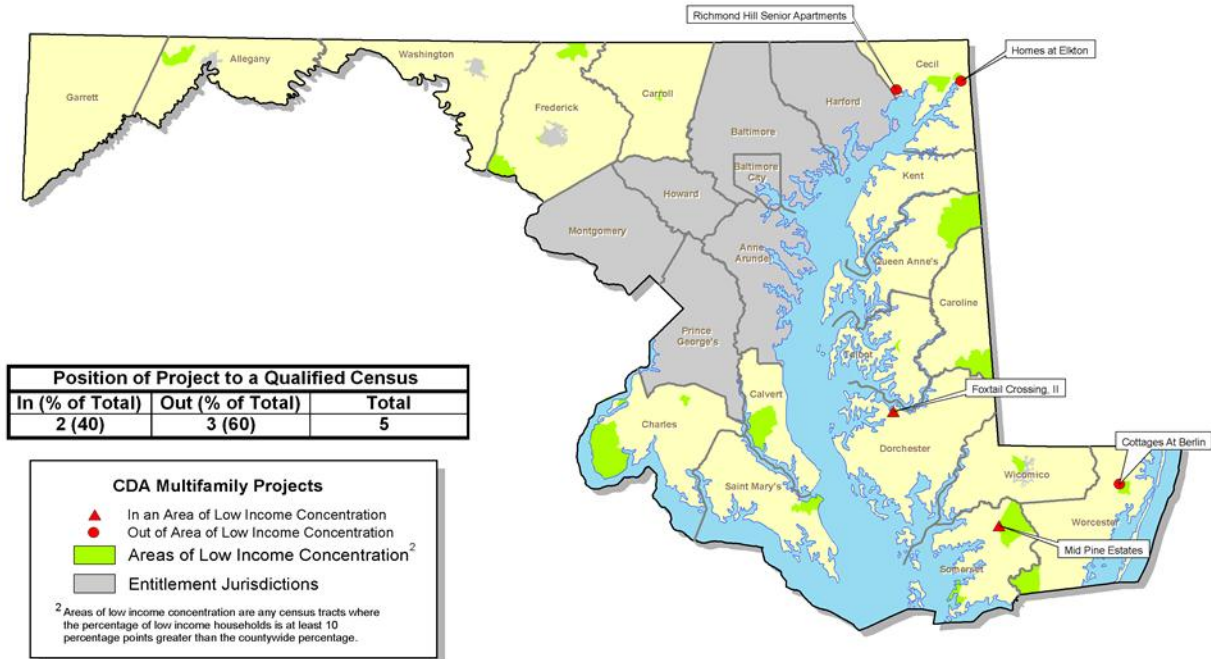 Richmond Hill Senior Apartments
Homes at Elkton
Garrett
Allegany
Washington
Frederick
Carroll
Baltimore
Harford
Cecil
Baltimore
City
Kent
Howard
Montgomery
Anne
Arundel
Queen Anne's
Caroline
Prince
George's
Talbot
Foxtail Crossing, II
Calvert
Charles
Saint Mary's
Dorchester
Cottages At Berlin
Wicomico
Worcester
Mid Pine Estates
Somerset
Position of Project to a Qualified Census
In (% of Total) Out (% of Total) Total
2 (40) 3 (60) 5
CDA Multifamily Projects
In an Area of Low Income Concentration
Out of Area of Low Income Concentration
Areas of Low Income Concentration2
Entitlement Jurisdictions
2 Areas of low income concentration are any census tracts where
the percentage of low income households is at least 10
percentage points greater than the countywide percentage.